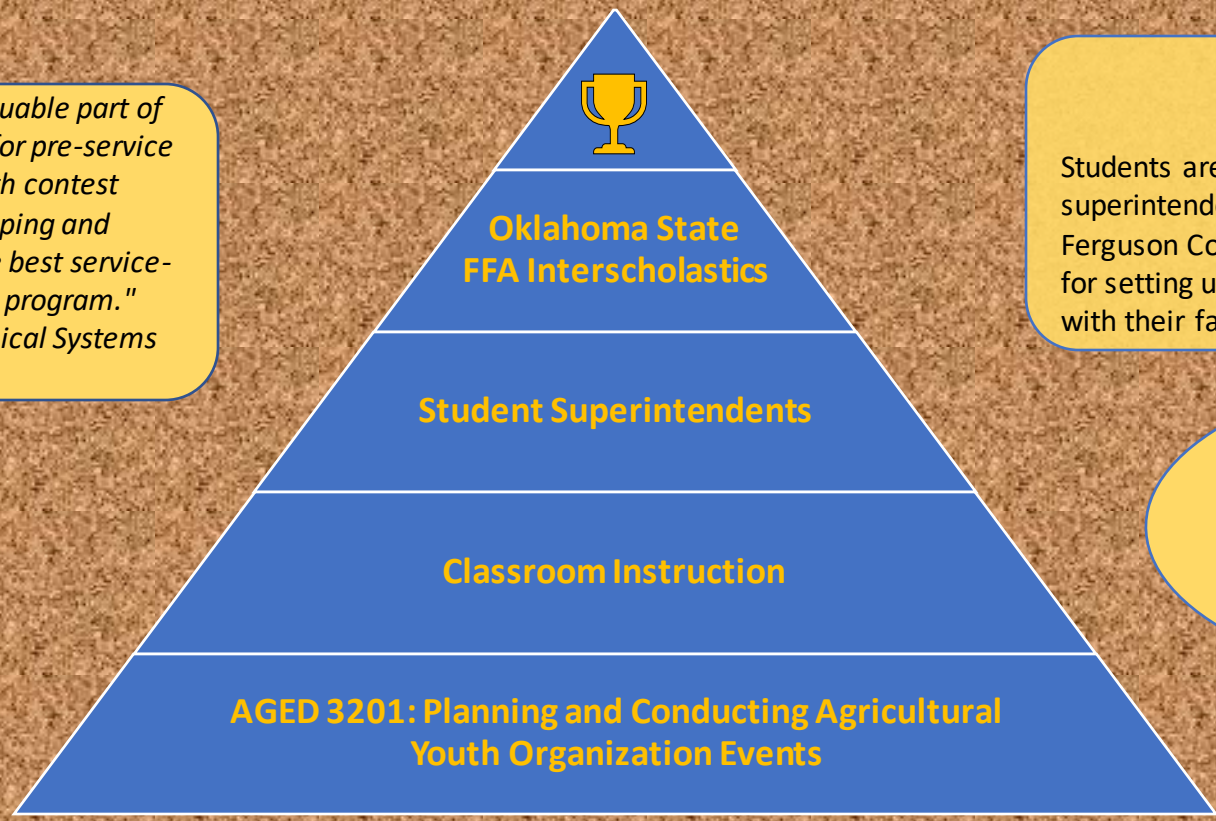 uable part of
for pre-service
h contest
ping and
e best service-
program."
ical Systems
Oklahoma State
FFA Interscholastics
Student Superintendents
Classroom Instruction
AGED 3201: Planning and Conducting Agricultural
Youth Organization Events
Students are
superintend
Ferguson Co
for setting u
with their fa